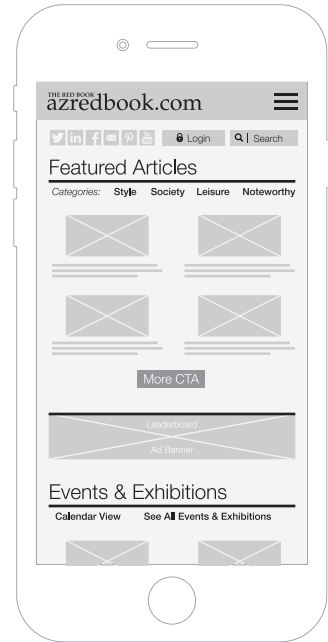 THE RED BOOK
azredbook.com
Login
Search
Featured Articles
Categories: Style Society Leisure Noteworthy
More CTA
Leaderboard
Ad Banner
Events & Exhibitions
Calendar View See All Events & Exhibitions